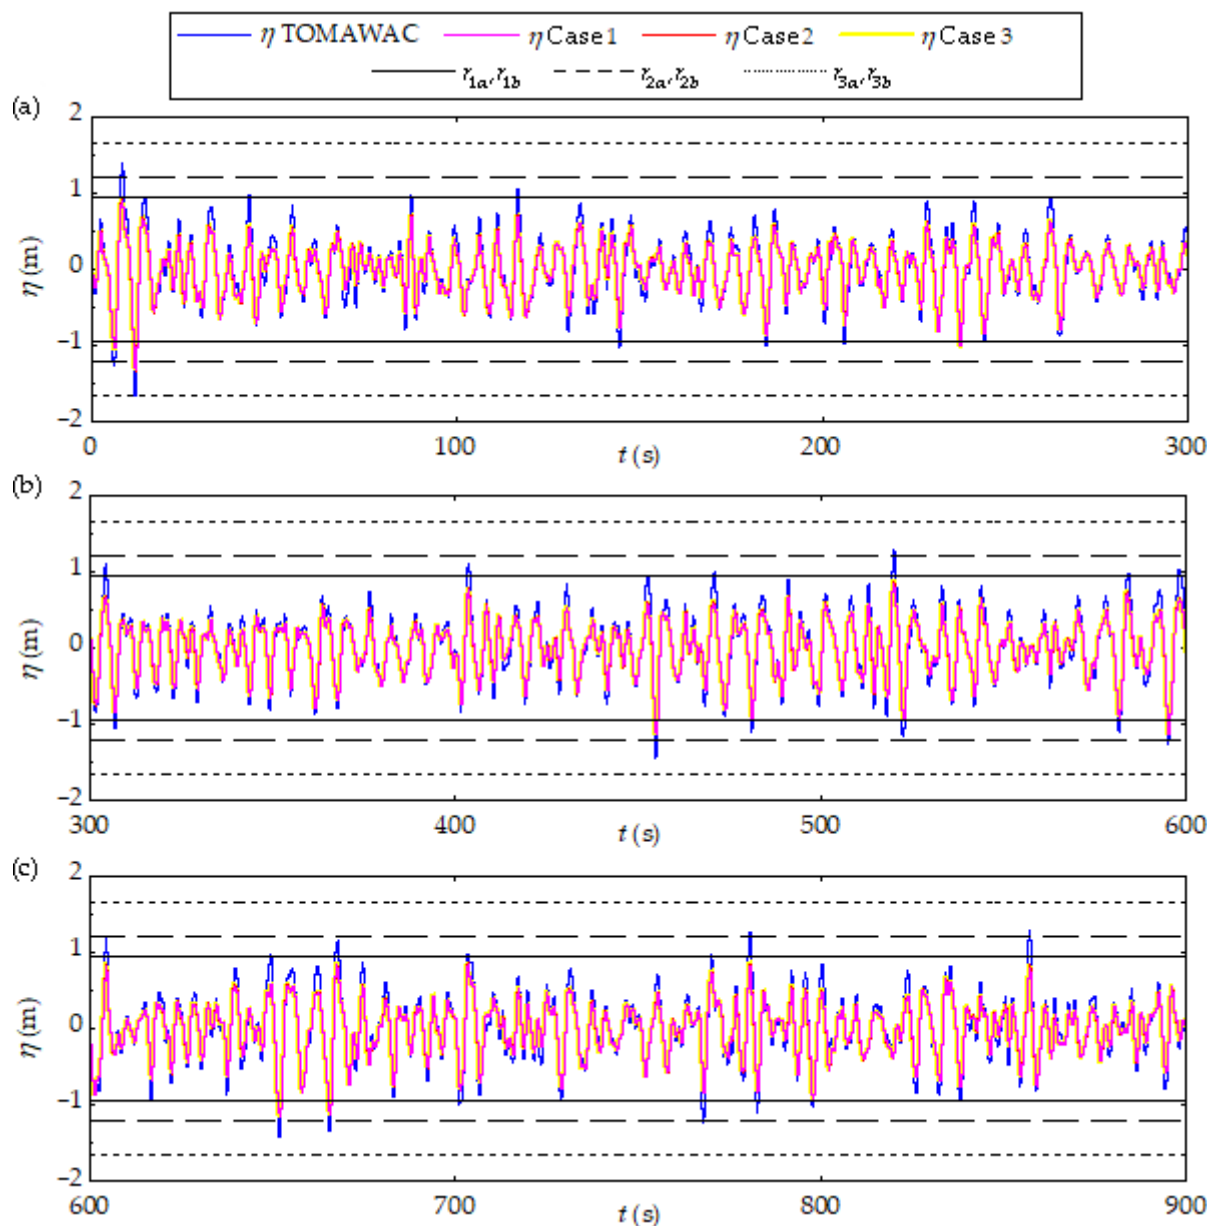 η TOMAWAC η Case 1 η Case 2 η Case 3
r1a, r1b r2a, r2b r3a, r3b
(a)
2
1
0
−1
−2
η (m)
0 100 200 300
t (s)
(b)
2
1
0
−1
−2
η (m)
300 400 500 600
t (s)
(c)
2
1
0
−1
−2
η (m)
600 700 800 900
t (s)